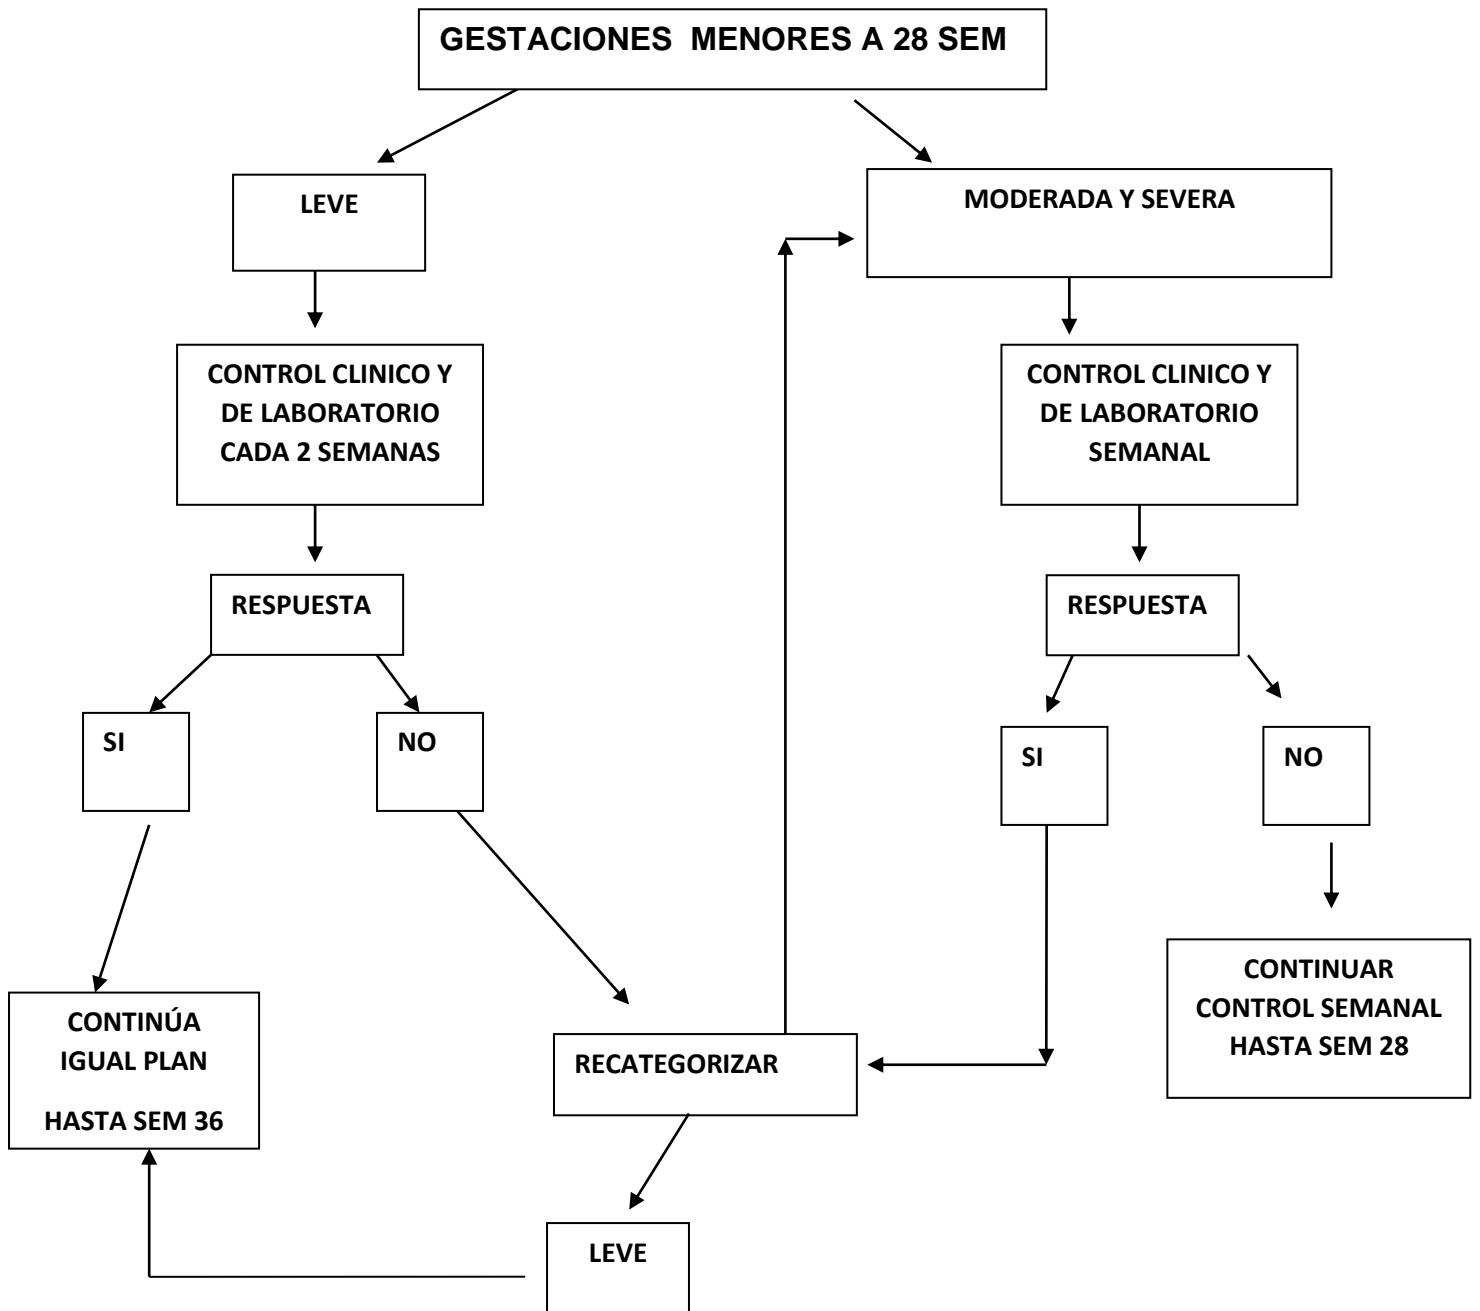 GESTACIONES MENORES A 28 SEM
LEVE
MODERADA Y SEVERA
CONTROL CLINICO Y
DE LABORATORIO
CADA 2 SEMANAS
CONTROL CLINICO Y
DE LABORATORIO
SEMANAL
RESPUESTA
RESPUESTA
SI
NO
SI
NO
CONTINÚA
IGUAL PLAN
HASTA SEM 36
RECATEGORIZAR
CONTINUAR
CONTROL SEMANAL
HASTA SEM 28
LEVE